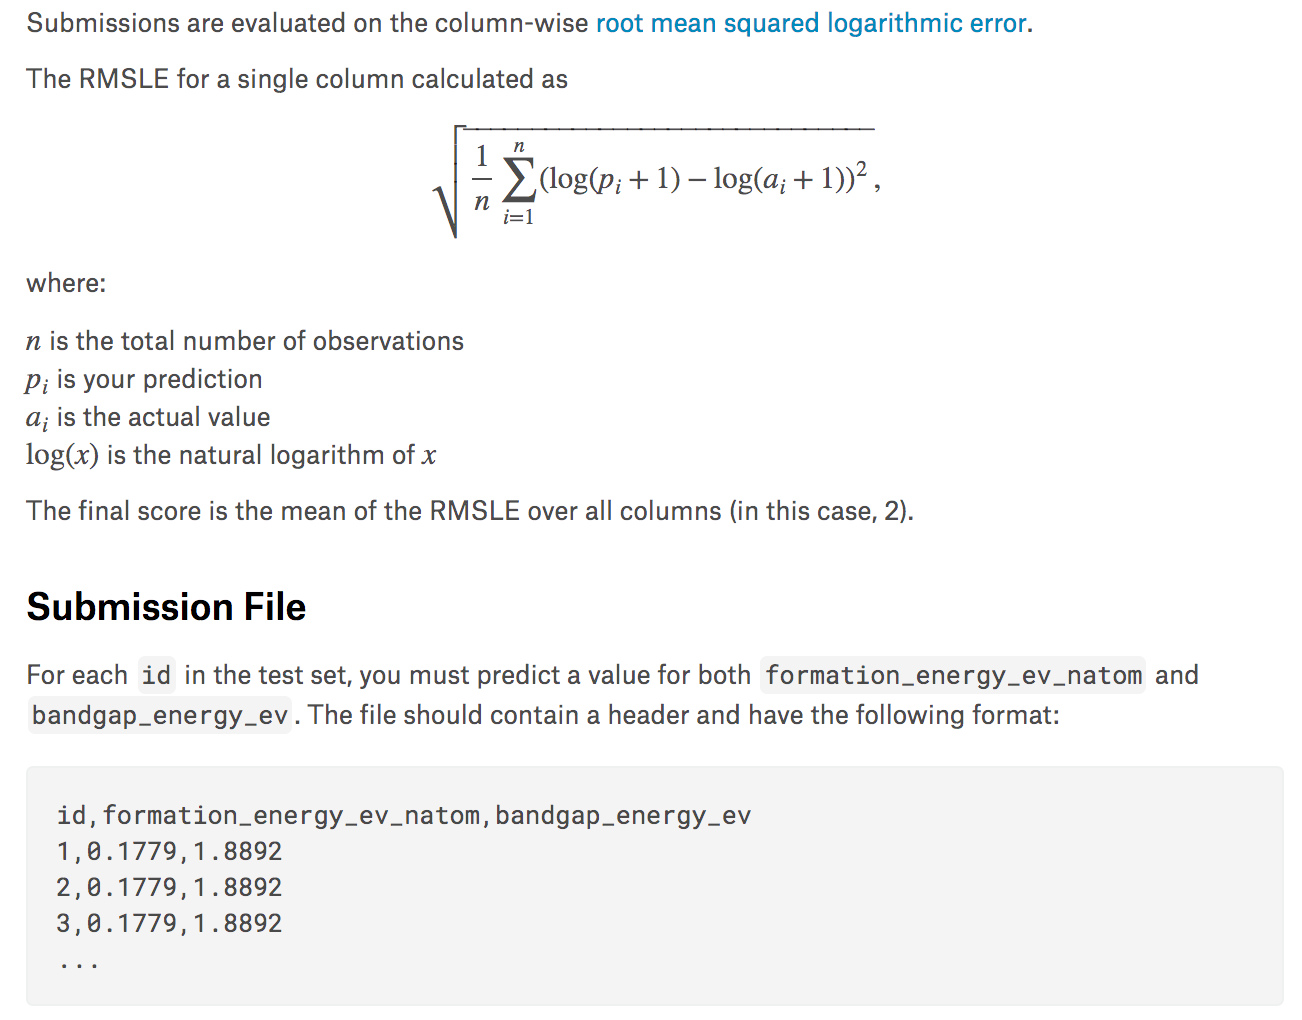 Submissions are evaluated on the column-wise root mean squared logarithmic error.
The RMSLE for a single column calculated as
√(1/n ∑_{i=1}^{n} (log(p_i + 1) − log(a_i + 1))²) ,
where:
n is the total number of observations
p_i is your prediction
a_i is the actual value
log(x) is the natural logarithm of x
The final score is the mean of the RMSLE over all columns (in this case, 2).
Submission File
For each id in the test set, you must predict a value for both formation_energy_ev_natom and
bandgap_energy_ev. The file should contain a header and have the following format:
id,formation_energy_ev_natom,bandgap_energy_ev
1,0.1779,1.8892
2,0.1779,1.8892
3,0.1779,1.8892
...